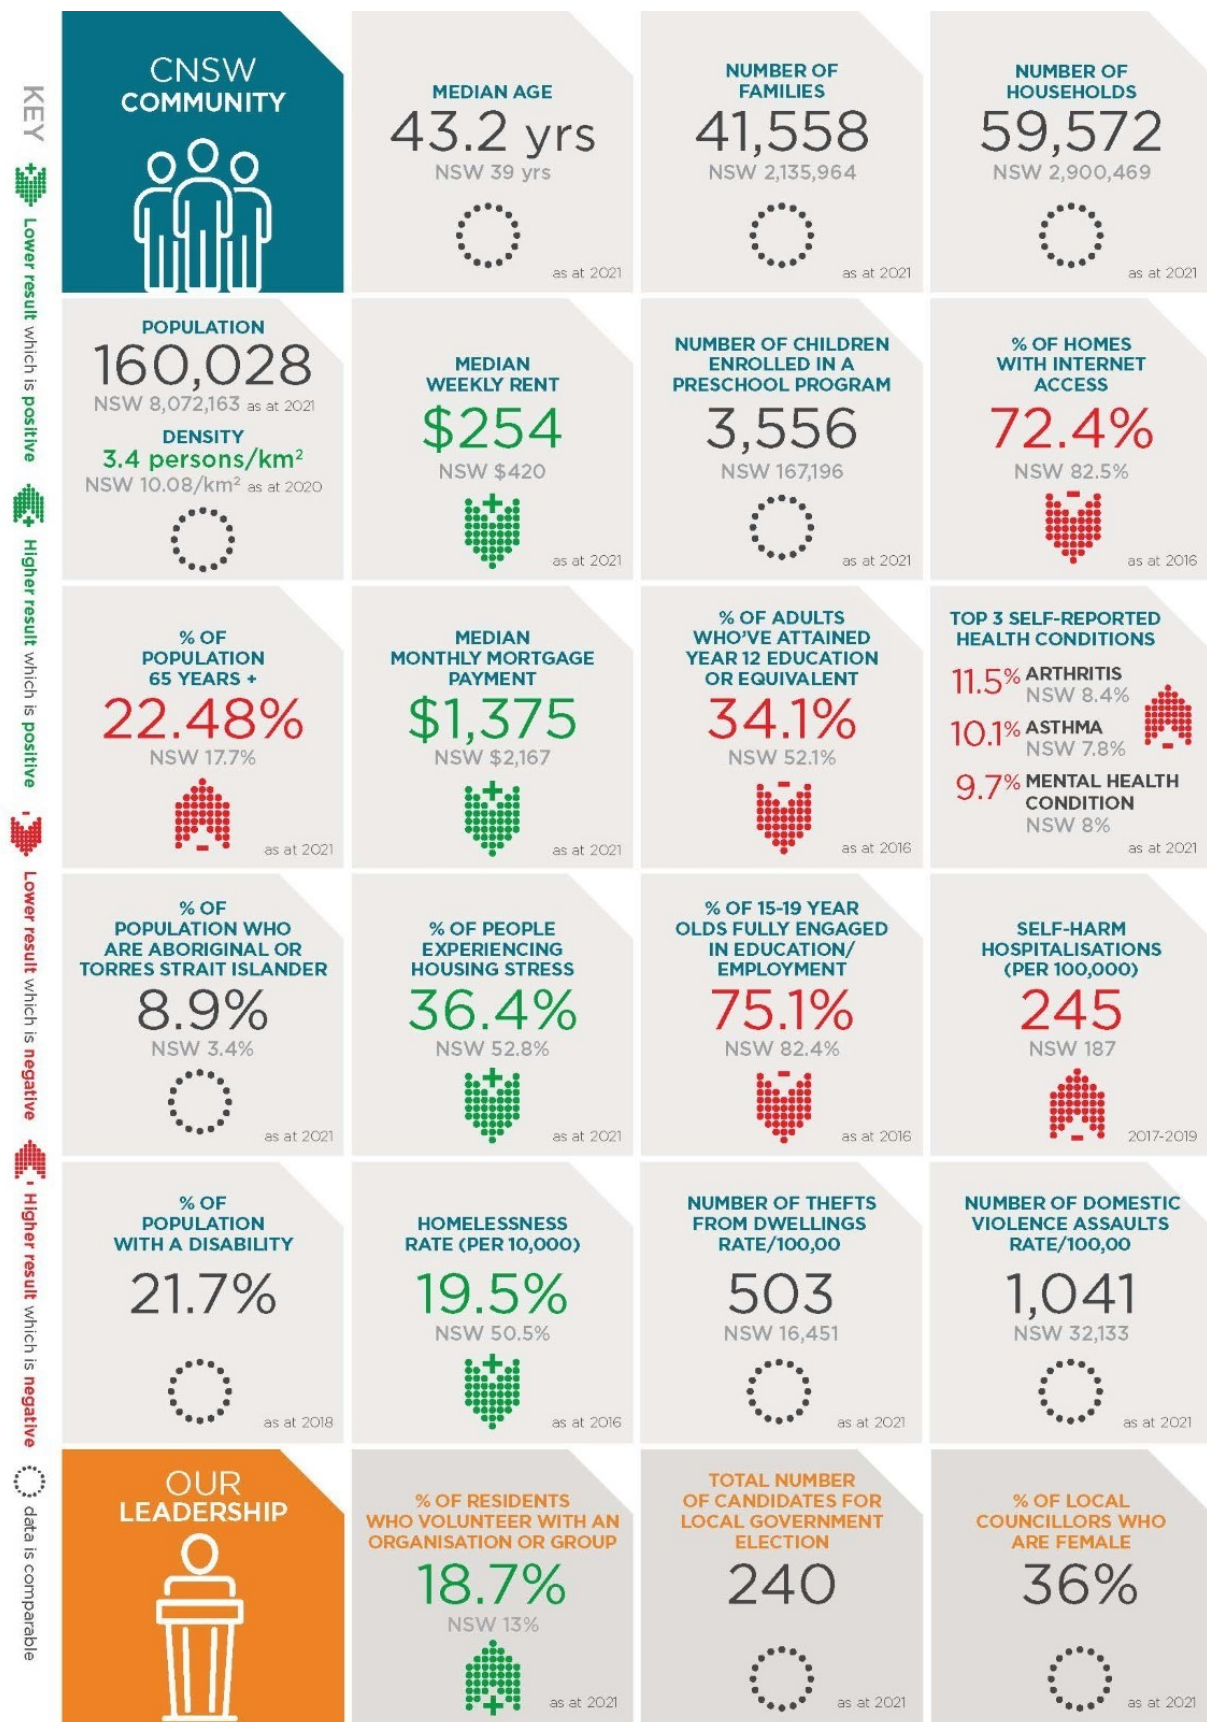 KEY
Lower result which is positive
Higher result which is positive
Lower result which is negative
Higher result which is negative
data is comparable
CNSW
COMMUNITY
MEDIAN AGE
43.2 yrs
NSW 39 yrs
as at 2021
NUMBER OF
FAMILIES
41,558
NSW 2,135,964
as at 2021
NUMBER OF
HOUSEHOLDS
59,572
NSW 2,900,469
as at 2021
POPULATION
160,028
NSW 8,072,163 as at 2021
DENSITY
3.4 persons/km²
NSW 10.08/km² as at 2020
MEDIAN
WEEKLY RENT
$254
NSW $420
as at 2021
NUMBER OF CHILDREN
ENROLLED IN A
PRESCHOOL PROGRAM
3,556
NSW 167,196
as at 2021
% OF HOMES
WITH INTERNET
ACCESS
72.4%
NSW 82.5%
as at 2016
% OF
POPULATION
65 YEARS +
22.48%
NSW 17.7%
as at 2021
MEDIAN
MONTHLY MORTGAGE
PAYMENT
$1,375
NSW $2,167
as at 2021
% OF ADULTS
WHO'VE ATTAINED
YEAR 12 EDUCATION
OR EQUIVALENT
34.1%
NSW 52.1%
as at 2016
TOP 3 SELF-REPORTED
HEALTH CONDITIONS
11.5% ARTHRITIS
NSW 8.4%
10.1% ASTHMA
NSW 7.8%
9.7% MENTAL HEALTH
CONDITION
NSW 8%
as at 2021
% OF
POPULATION WHO
ARE ABORIGINAL OR
TORRES STRAIT ISLANDER
8.9%
NSW 3.4%
as at 2021
% OF PEOPLE
EXPERIENCING
HOUSING STRESS
36.4%
NSW 52.8%
as at 2021
% OF 15-19 YEAR
OLDS FULLY ENGAGED
IN EDUCATION/
EMPLOYMENT
75.1%
NSW 82.4%
as at 2016
SELF-HARM
HOSPITALISATIONS
(PER 100,000)
245
NSW 187
2017-2019
% OF
POPULATION
WITH A DISABILITY
21.7%
as at 2018
HOMELESSNESS
RATE (PER 10,000)
19.5%
NSW 50.5%
as at 2016
NUMBER OF THEFTS
FROM DWELLINGS
RATE/100,00
503
NSW 16,451
as at 2021
NUMBER OF DOMESTIC
VIOLENCE ASSAULTS
RATE/100,00
1,041
NSW 32,133
as at 2021
OUR
LEADERSHIP
% OF RESIDENTS
WHO VOLUNTEER WITH AN
ORGANISATION OR GROUP
18.7%
NSW 13%
as at 2021
TOTAL NUMBER
OF CANDIDATES FOR
LOCAL GOVERNMENT
ELECTION
240
as at 2021
% OF LOCAL
COUNCILLORS WHO
ARE FEMALE
36%
as at 2021